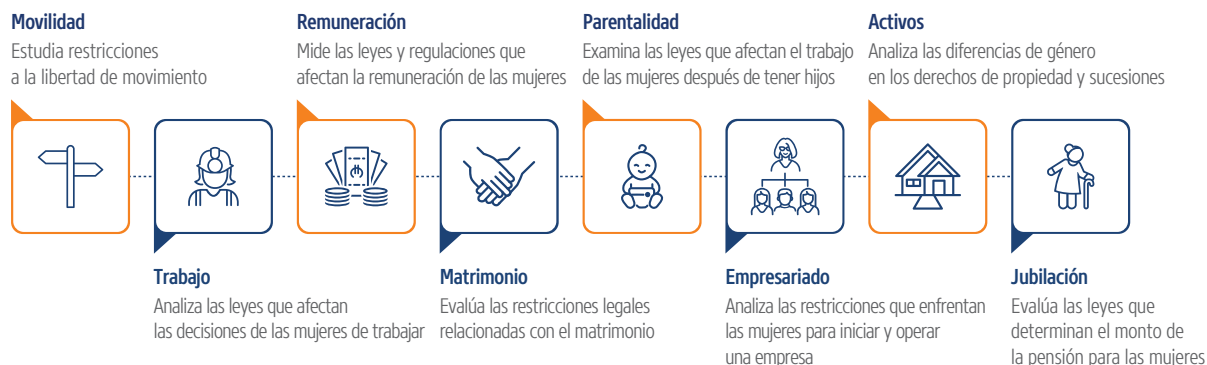 Movilidad
Estudia restricciones
a la libertad de movimiento
Remuneración
Mide las leyes y regulaciones que
afectan la remuneración de las mujeres
Parentalidad
Examina las leyes que afectan el trabajo
de las mujeres después de tener hijos
Activos
Analiza las diferencias de género
en los derechos de propiedad y sucesiones
Trabajo
Analiza las leyes que afectan
las decisiones de las mujeres de trabajar
Matrimonio
Evalúa las restricciones legales
relacionadas con el matrimonio
Empresariado
Analiza las restricciones que enfrentan
las mujeres para iniciar y operar
una empresa
Jubilación
Evalúa las leyes que
determinan el monto de
la pensión para las mujeres